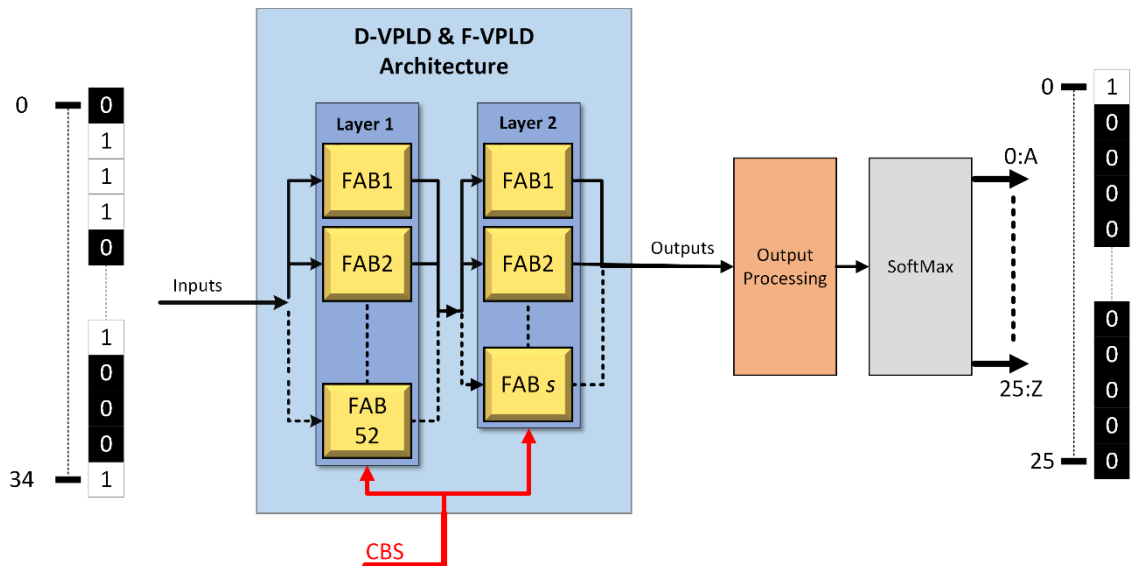 D-VPLD & F-VPLD
Architecture
0
0
1
1
1
0
1
0
0
0
34
1
Inputs
Layer 1
FAB1
FAB2
FAB
52
Layer 2
FAB1
FAB2
FAB s
CBS
Outputs
Output
Processing
SoftMax
0:A
25:Z
0
1
0
0
0
0
0
0
0
0
25
0